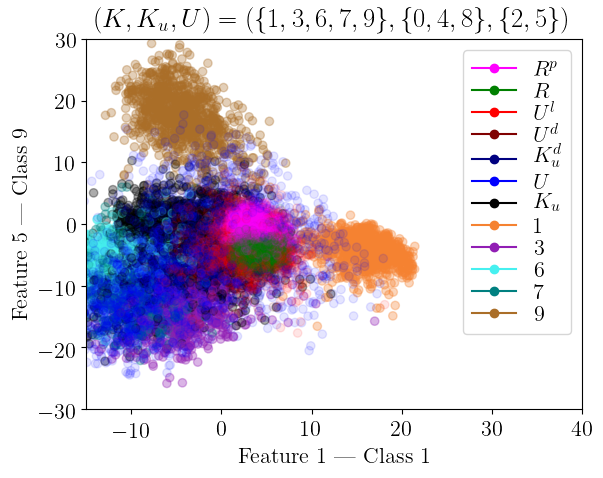 (K, K_u, U) = ({1, 3, 6, 7, 9}, {0, 4, 8}, {2, 5})
30
20
10
0
−10
−20
−30
Feature 5 — Class 9
R^p
R
U^l
U^d
K_u^d
U
K_u
1
3
6
7
9
−10
0
10
20
30
40
Feature 1 — Class 1